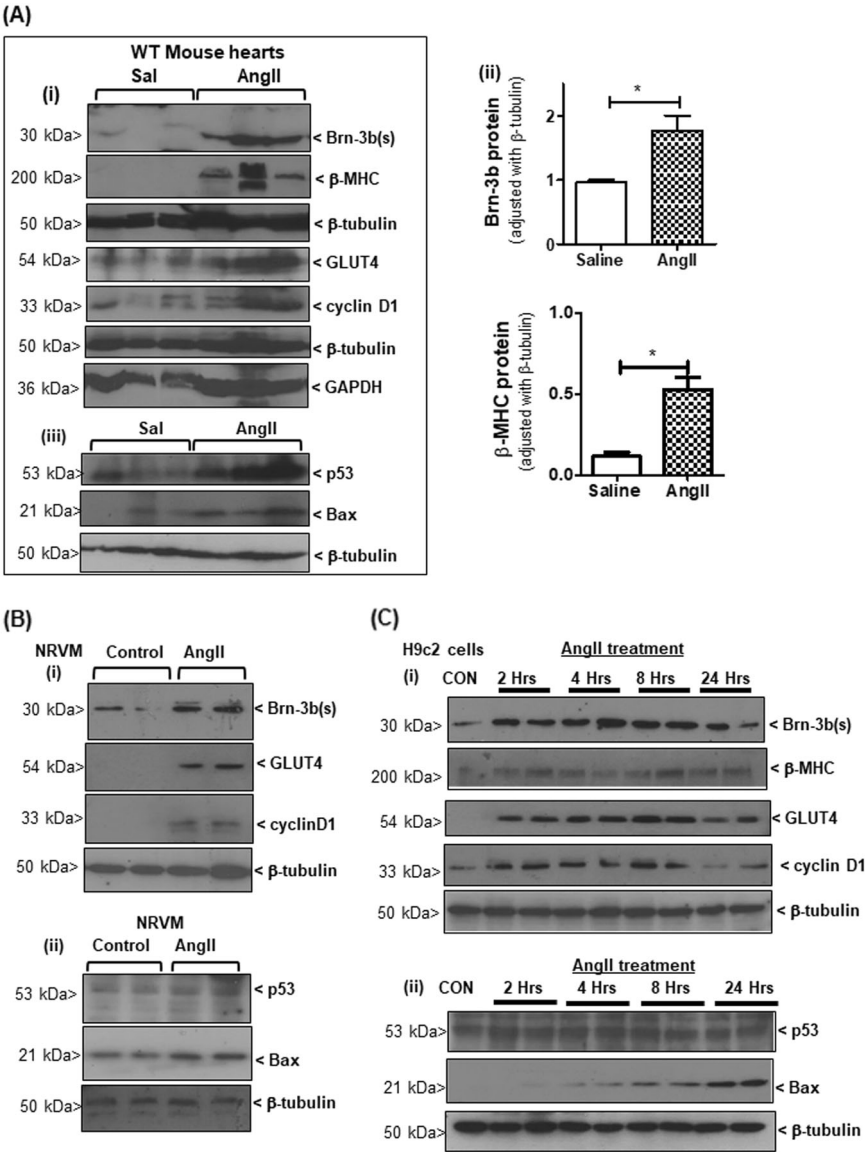 (A)
WT Mouse hearts
Sal AngII
(i)
30 kDa> < Brn-3b(s)
200 kDa> < β-MHC
50 kDa> < β-tubulin
54 kDa> < GLUT4
33 kDa> < cyclin D1
50 kDa> < β-tubulin
36 kDa> < GAPDH
(iii) Sal AngII
53 kDa> < p53
21 kDa> < Bax
50 kDa> < β-tubulin
(ii)
Brn-3b protein
(adjusted with β-tubulin)
2
1
0
*
Saline AngII
β-MHC protein
(adjusted with β-tubulin)
1.0
0.5
0.0
*
Saline AngII
(B)
NRVM Control AngII
(i)
30 kDa> < Brn-3b(s)
54 kDa> < GLUT4
33 kDa> < cyclinD1
50 kDa> < β-tubulin
NRVM
(ii) Control AngII
53 kDa> < p53
21 kDa> < Bax
50 kDa> < β-tubulin
(C)
H9c2 cells AngII treatment
(i) CON 2 Hrs 4 Hrs 8 Hrs 24 Hrs
30 kDa> < Brn-3b(s)
200 kDa> < β-MHC
54 kDa> < GLUT4
33 kDa> < cyclin D1
50 kDa> < β-tubulin
AngII treatment
(ii) CON 2 Hrs 4 Hrs 8 Hrs 24 Hrs
53 kDa> < p53
21 kDa> < Bax
50 kDa> < β-tubulin